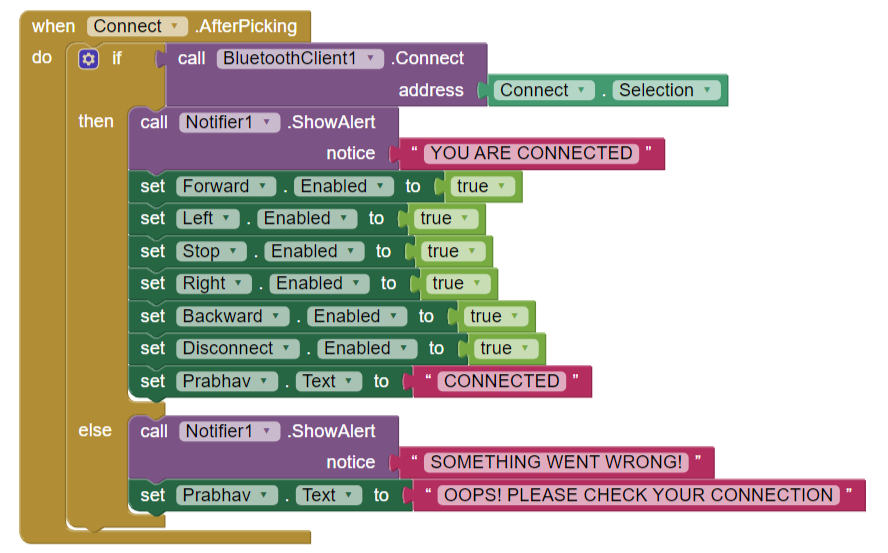 when Connect .AfterPicking
do if call BluetoothClient1 .Connect
address Connect . Selection
then call Notifier1 .ShowAlert
notice “ YOU ARE CONNECTED ”
set Forward . Enabled to true
set Left . Enabled to true
set Stop . Enabled to true
set Right . Enabled to true
set Backward . Enabled to true
set Disconnect . Enabled to true
set Prabhav . Text to “ CONNECTED ”
else call Notifier1 .ShowAlert
notice “ SOMETHING WENT WRONG! ”
set Prabhav . Text to “ OOPS! PLEASE CHECK YOUR CONNECTION ”